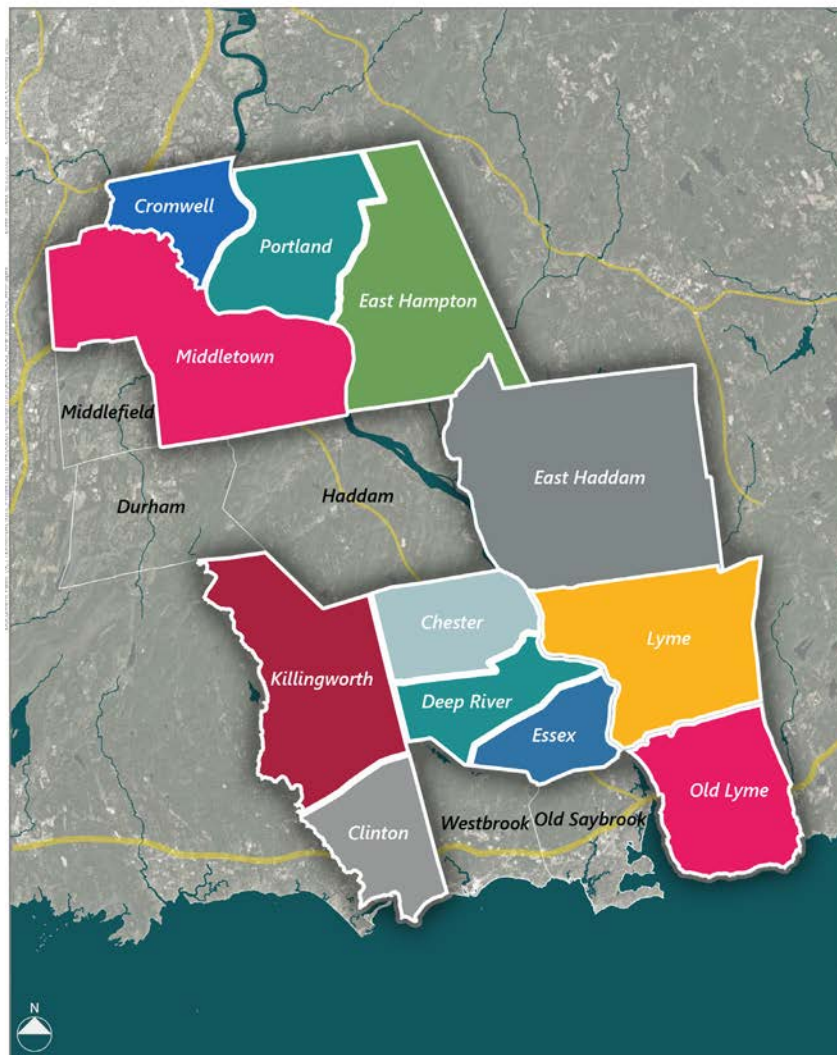 Cromwell
Portland
East Hampton
Middletown
Middlefield
East Haddam
Haddam
Durham
Chester
Lyme
Killingworth
Deep River
Essex
Old Lyme
Westbrook
Old Saybrook
Clinton
N